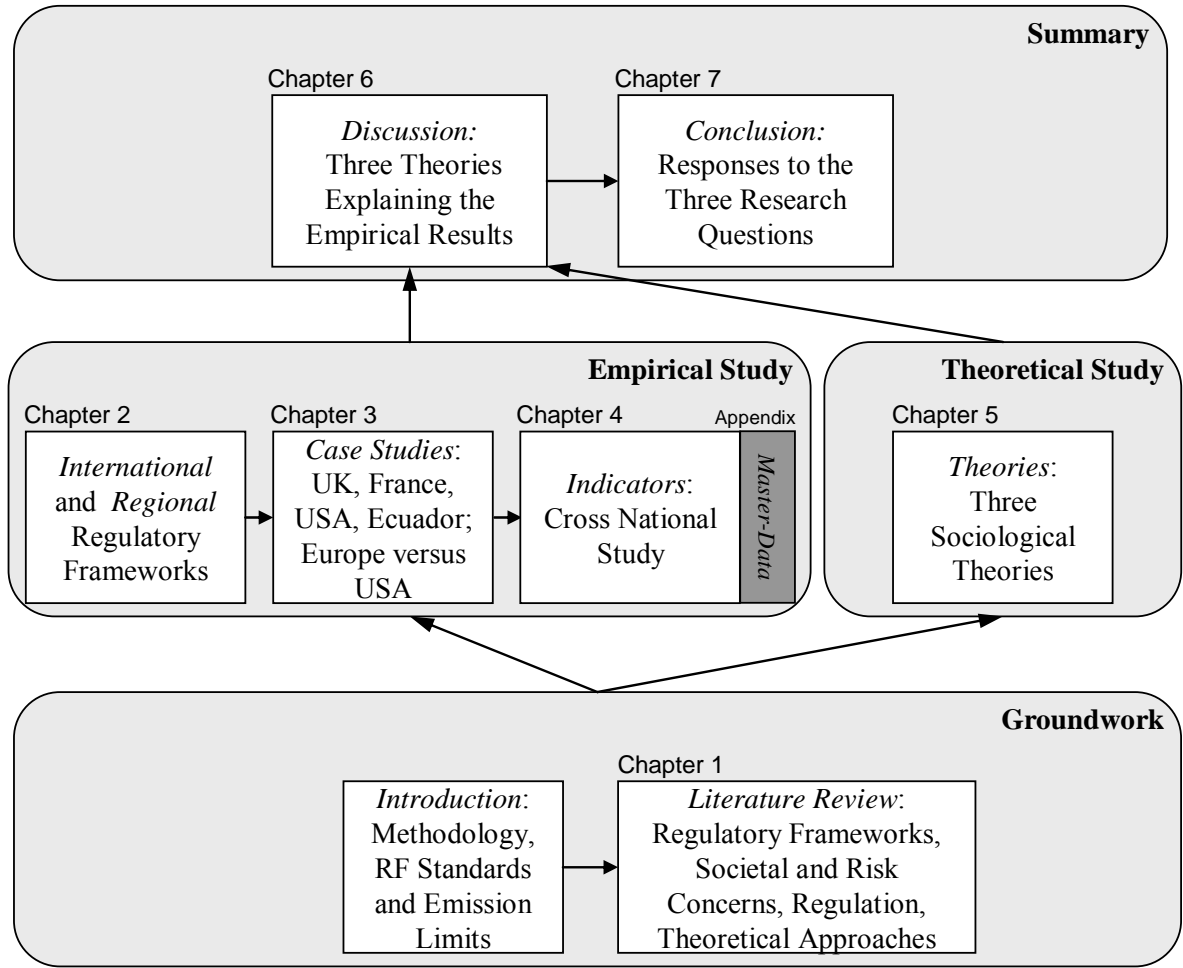 Summary
Chapter 6
Discussion:
Three Theories
Explaining the
Empirical Results
Chapter 7
Conclusion:
Responses to the
Three Research
Questions
Empirical Study
Chapter 2
International
and Regional
Regulatory
Frameworks
Chapter 3
Case Studies:
UK, France,
USA, Ecuador;
Europe versus
USA
Chapter 4
Indicators:
Cross National
Study
Appendix
Master-Data
Theoretical Study
Chapter 5
Theories:
Three
Sociological
Theories
Groundwork
Introduction:
Methodology,
RF Standards
and Emission
Limits
Chapter 1
Literature Review:
Regulatory Frameworks,
Societal and Risk
Concerns, Regulation,
Theoretical Approaches